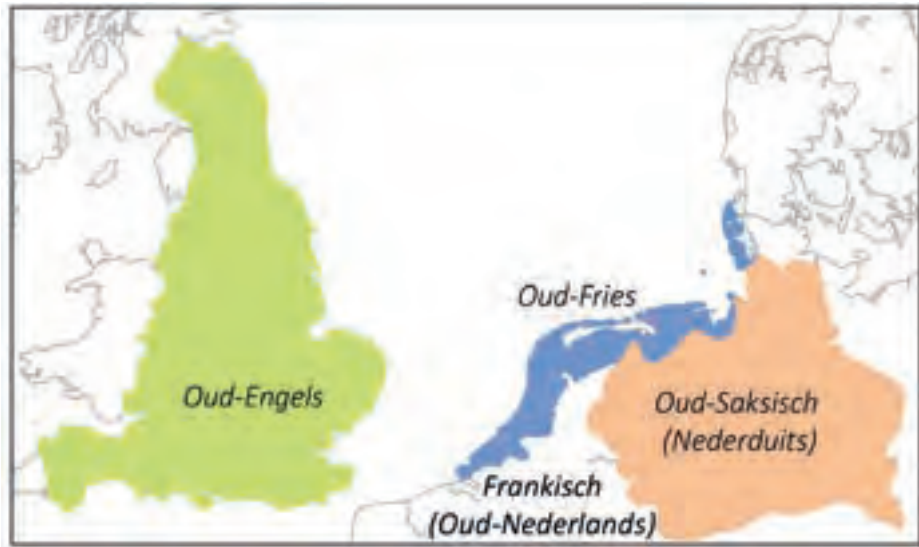 Oud-Fries
Oud-Engels
Oud-Saksisch
(Nederduits)
Frankisch
(Oud-Nederlands)